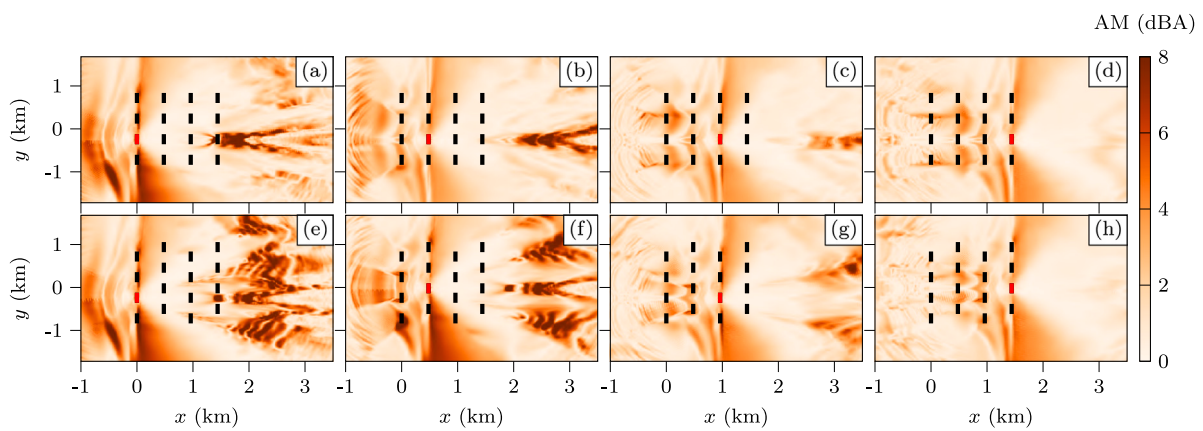 AM (dBA)
(a) (b) (c) (d)
1
0
-1
y (km)
8
6
4
2
0
(e) (f) (g) (h)
1
0
-1
y (km)
-1 0 1 2 3 -1 0 1 2 3 -1 0 1 2 3 -1 0 1 2 3
x (km) x (km) x (km) x (km)